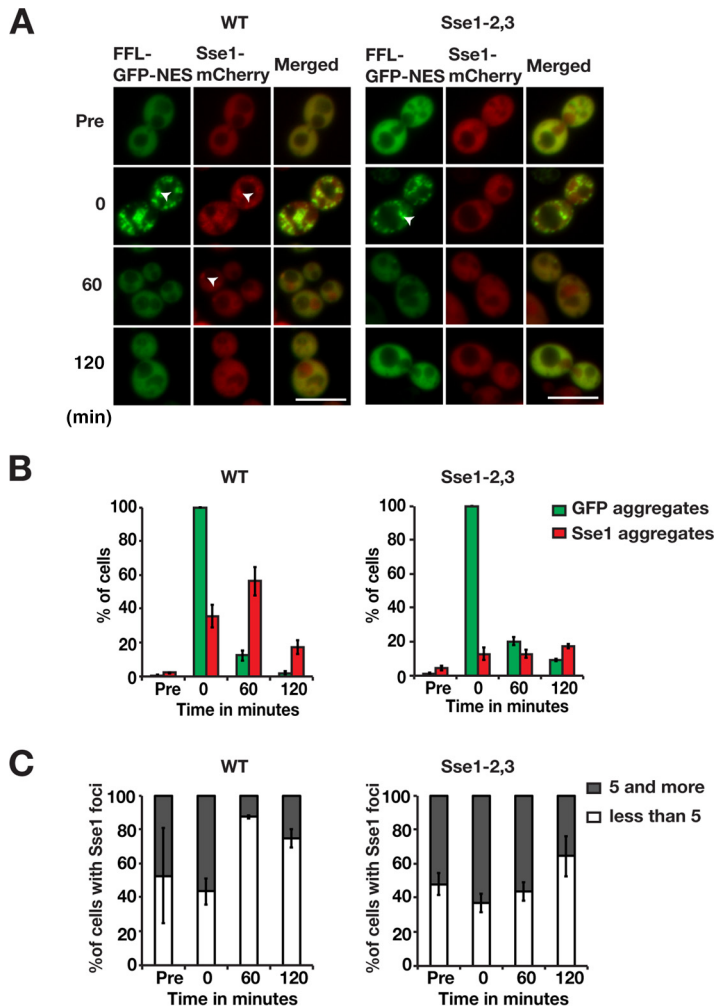 A
WT
Sse1-2,3
FFL-
GFP-NES
Sse1-
mCherry
Merged
FFL-
GFP-NES
Sse1-
mCherry
Merged
Pre
0
60
120
(min)
B
WT
Sse1-2,3
% of cells
100
80
60
40
20
0
Pre 0 60 120
Time in minutes
% of cells
100
80
60
40
20
0
Pre 0 60 120
Time in minutes
GFP aggregates
Sse1 aggregates
C
WT
Sse1-2,3
%of cells with Sse1 foci
100
80
60
40
20
0
Pre 0 60 120
Time in minutes
%of cells with Sse1 foci
100
80
60
40
20
0
Pre 0 60 120
Time in minutes
5 and more
less than 5